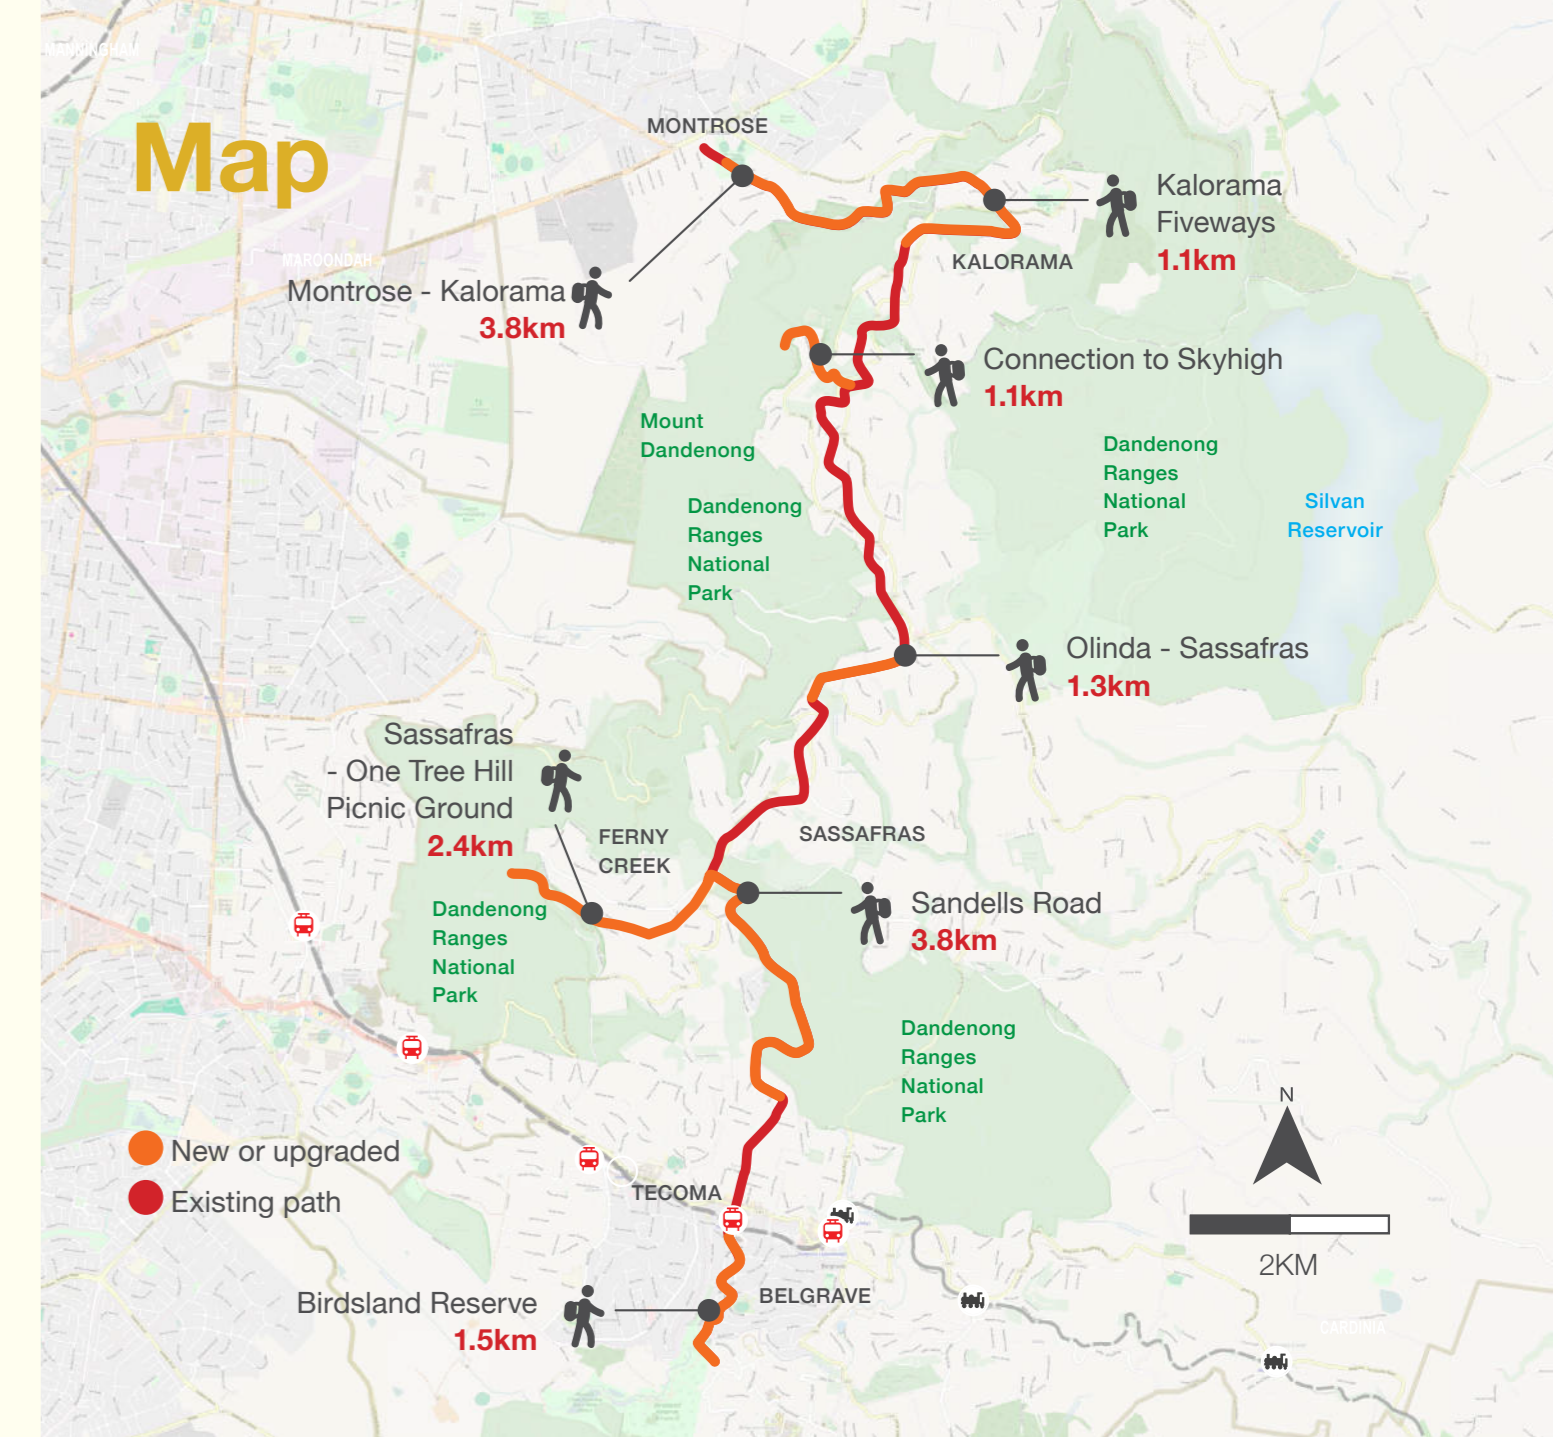 MANNINGHAM
Map
MONTROSE
Kalorama
Fiveways
1.1km
MAROONDAH
KALORAMA
Montrose - Kalorama
3.8km
Connection to Skyhigh
1.1km
Mount
Dandenong
Dandenong
Ranges
National
Park
Dandenong
Ranges
National
Park
Silvan
Reservoir
Olinda - Sassafras
1.3km
Sassafras
- One Tree Hill
Picnic Ground
2.4km
FERNY
CREEK
SASSAFRAS
Sandells Road
3.8km
Dandenong
Ranges
National
Park
Dandenong
Ranges
National
Park
N
New or upgraded
Existing path
TECOMA
2KM
Birdsland Reserve
1.5km
BELGRAVE
CARDINIA